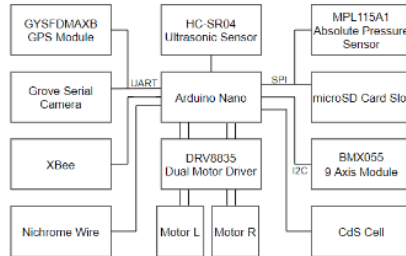 GYSFDMAXB
GPS Module
HC-SR04
Ultrasonic Sensor
MPL115A1
Absolute Pressure
Sensor
UART
SPI
Grove Serial
Camera
Arduino Nano
microSD Card Slot
XBee
DRV8835
Dual Motor Driver
I2C
BMX055
9 Axis Module
Nichrome Wire
Motor L
Motor R
CdS Cell